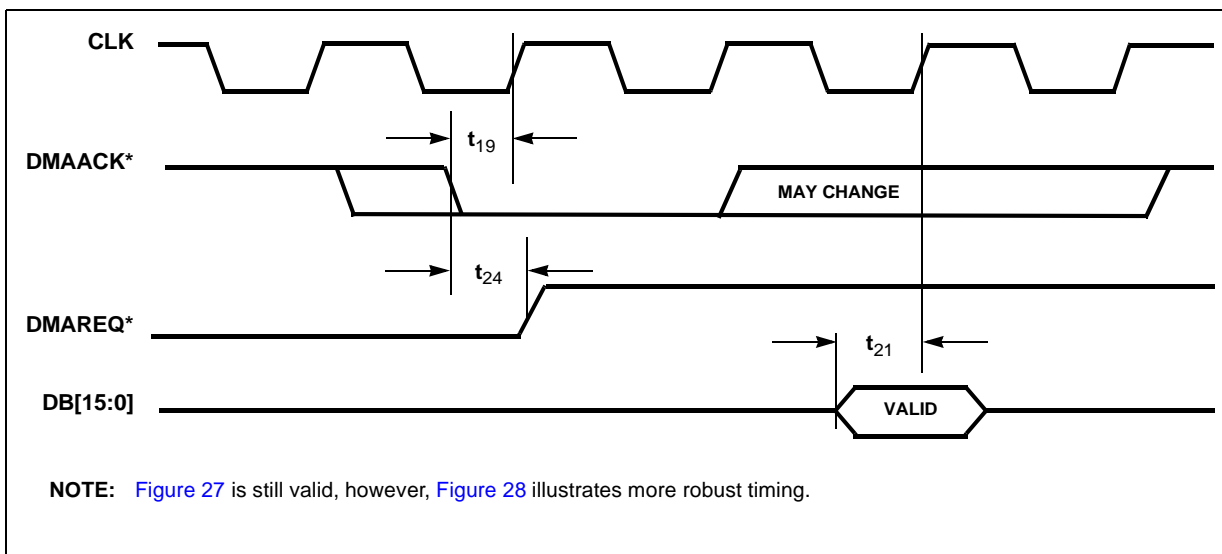 CLK
t19
DMAACK*
MAY CHANGE
t24
DMAREQ*
t21
DB[15:0]
VALID
NOTE: Figure 27 is still valid, however, Figure 28 illustrates more robust timing.